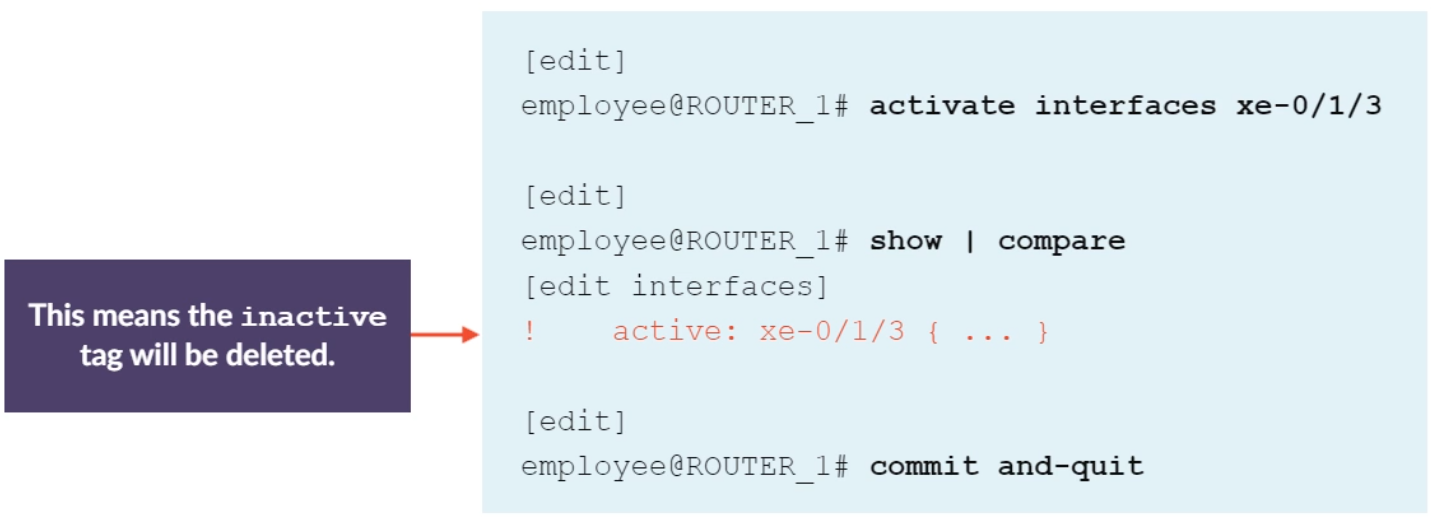 [edit]
employee@ROUTER_1# activate interfaces xe-0/1/3
[edit]
employee@ROUTER_1# show | compare
[edit interfaces]
!    active: xe-0/1/3 { ... }
[edit]
employee@ROUTER_1# commit and-quit
This means the inactive
tag will be deleted.